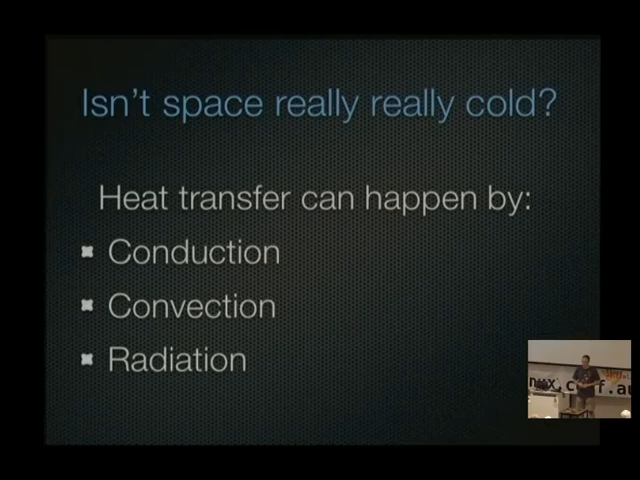 Isn't space really really cold?
Heat transfer can happen by:
Conduction
Convection
Radiation